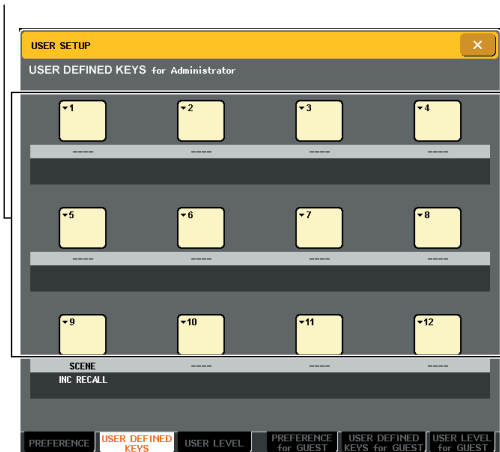 USER SETUP
×
USER DEFINED KEYS for Administrator
1 2 3 4
---- ---- ---- ----
5 6 7 8
---- ---- ---- ----
9 10 11 12
SCENE ---- ---- ----
INC RECALL
PREFERENCE
USER DEFINED
KEYS
USER LEVEL
PREFERENCE
for GUEST
USER DEFINED
KEYS for GUEST
USER LEVEL
for GUEST